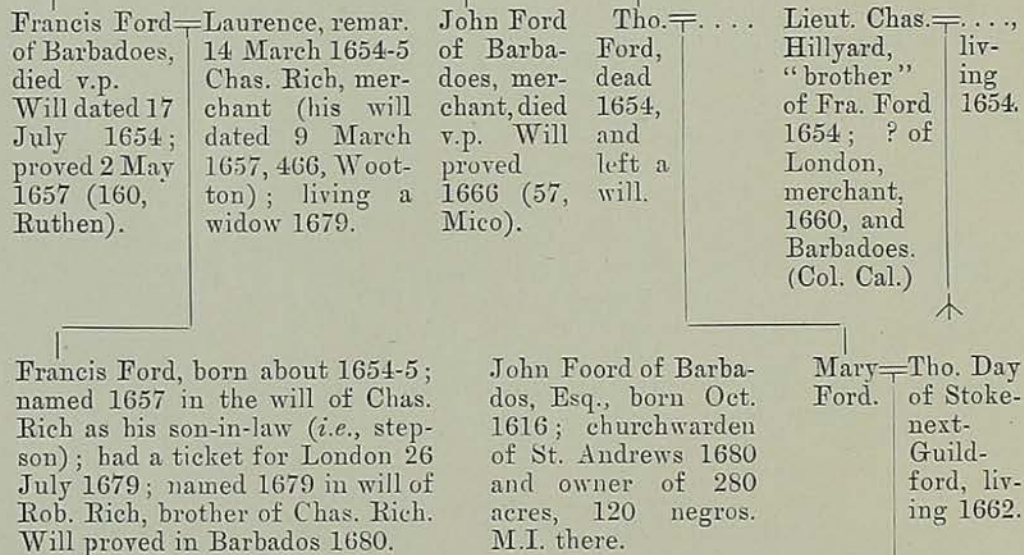 Francis Ford
of Barbadoes,
died v.p.
Will dated 17
July 1654;
proved 2 May
1657 (160,
Ruthen).
Laurence, remar.
14 March 1654-5
Chas. Rich, mer-
chant (his will
dated 9 March
1657, 466, Woot-
ton); living a
widow 1679.
John Ford
of Barba-
does, mer-
chant, died
v.p. Will
proved
1666 (57,
Mico).
Tho.
Ford,
dead
1654,
and
left a
will.
. . . .
Lieut. Chas.
Hillyard,
"brother"
of Fra. Ford
1654; ? of
London,
merchant,
1660, and
Barbadoes.
(Col. Cal.)
. . . .,
liv-
ing
1654.
Francis Ford, born about 1654-5;
named 1657 in the will of Chas.
Rich as his son-in-law (i.e., step-
son); had a ticket for London 26
July 1679; named 1679 in will of
Rob. Rich, brother of Chas. Rich.
Will proved in Barbados 1680.
John Foord of Barba-
dos, Esq., born Oct.
1616; churchwarden
of St. Andrews 1680
and owner of 280
acres, 120 negros.
M.I. there.
Mary
Ford.
Tho. Day
of Stoke-
next-
Guild-
ford, liv-
ing 1662.